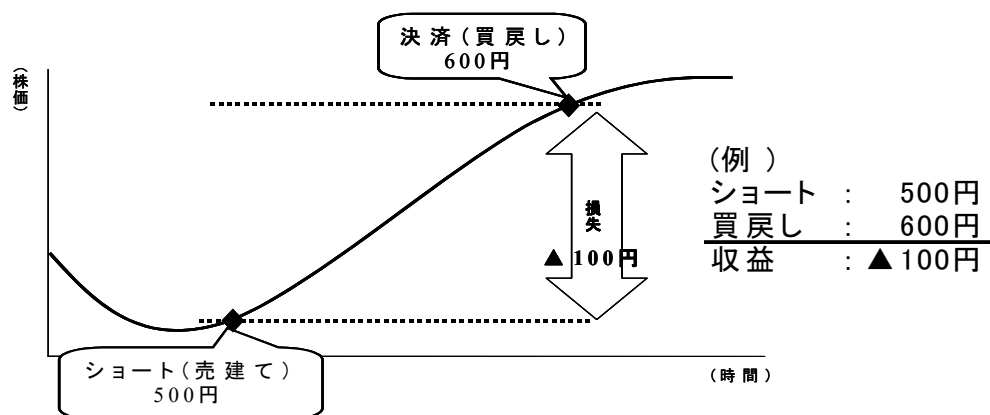 決済(買戻し)
600円
(株価)
損失
▲ 100円
(例)
ショート : 500円
買戻し : 600円
収益 : ▲100円
ショート(売建て)
500円
(時間)